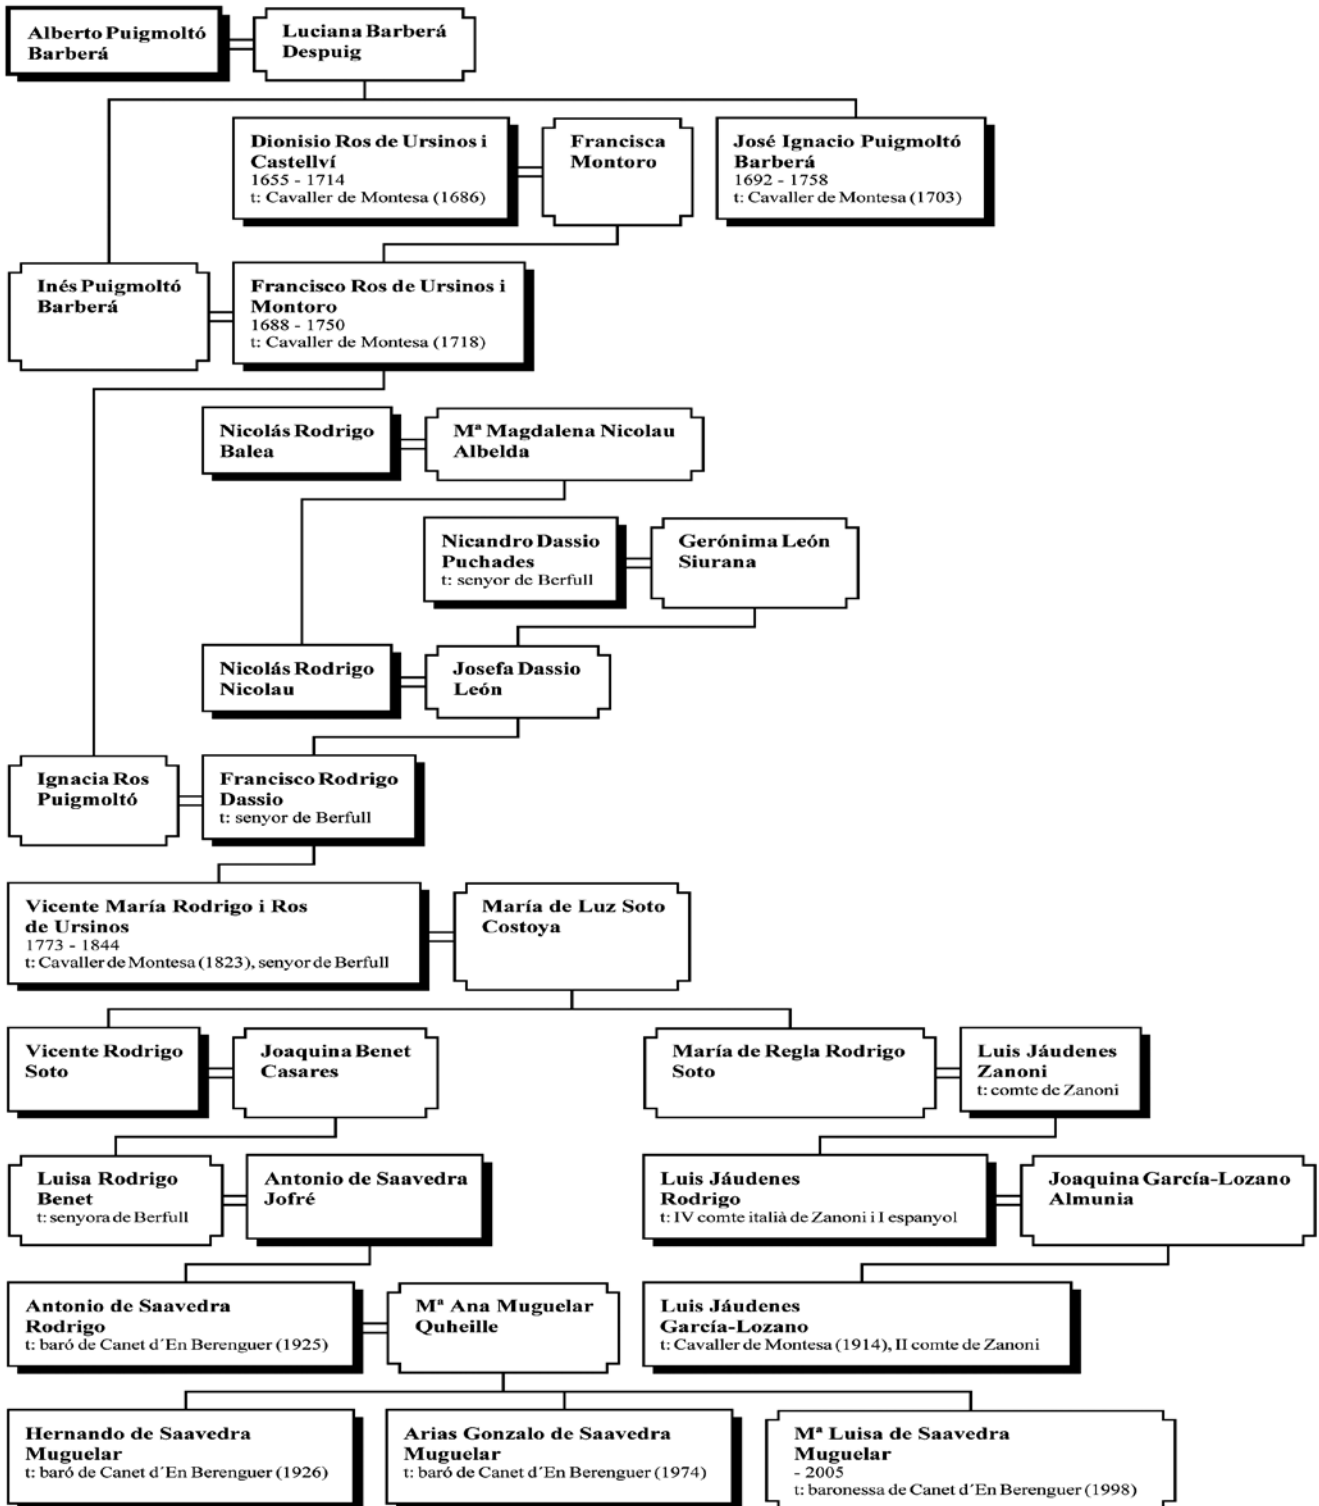 Alberto Puigmoltó
Barberá
Luciana Barberá
Despuig
Dionisio Ros de Ursinos i
Castellví
1655 - 1714
t: Cavaller de Montesa (1686)
Francisca
Montoro
José Ignacio Puigmoltó
Barberá
1692 - 1758
t: Cavaller de Montesa (1703)
Inés Puigmoltó
Barberá
Francisco Ros de Ursinos i
Montoro
1688 - 1750
t: Cavaller de Montesa (1718)
Nicolás Rodrigo
Balea
Mª Magdalena Nicolau
Albelda
Nicandro Dassio
Puchades
t: senyor de Berfull
Gerónima León
Siurana
Nicolás Rodrigo
Nicolau
Josefa Dassio
León
Ignacia Ros
Puigmoltó
Francisco Rodrigo
Dassio
t: senyor de Berfull
Vicente María Rodrigo i Ros
de Ursinos
1773 - 1844
t: Cavaller de Montesa (1823), senyor de Berfull
María de Luz Soto
Costoya
Vicente Rodrigo
Soto
Joaquina Benet
Casares
María de Regla Rodrigo
Soto
Luis Jáudenes
Zanoni
t: comte de Zanoni
Luisa Rodrigo
Benet
t: senyora de Berfull
Antonio de Saavedra
Jofré
Luis Jáudenes
Rodrigo
t: IV comte italià de Zanoni i I espanyol
Joaquina García-Lozano
Almunia
Antonio de Saavedra
Rodrigo
t: baró de Canet d´En Berenguer (1925)
Mª Ana Muguelar
Quheille
Luis Jáudenes
García-Lozano
t: Cavaller de Montesa (1914), II comte de Zanoni
Hernando de Saavedra
Muguelar
t: baró de Canet d´En Berenguer (1926)
Arias Gonzalo de Saavedra
Muguelar
t: baró de Canet d´En Berenguer (1974)
Mª Luisa de Saavedra
Muguelar
- 2005
t: baronessa de Canet d´En Berenguer (1998)